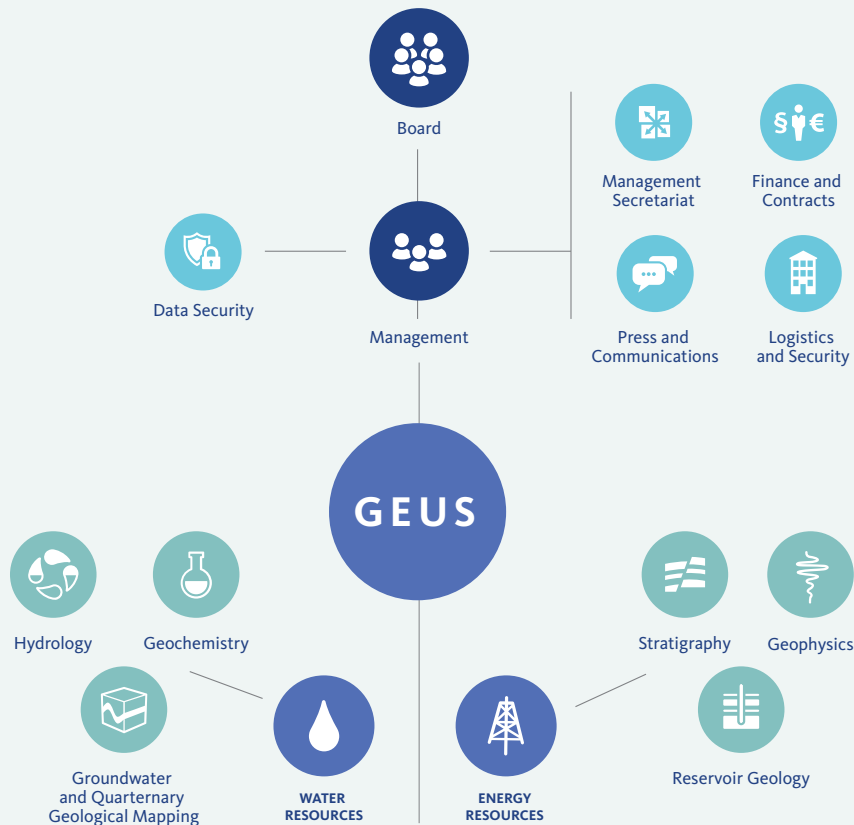 Board
Management
Secretariat
§ €
Finance and
Contracts
Data Security
Management
Press and
Communications
Logistics
and Security
GEUS
Hydrology
Geochemistry
Stratigraphy
Geophysics
Groundwater
and Quarternary
Geological Mapping
WATER
RESOURCES
ENERGY
RESOURCES
Reservoir Geology